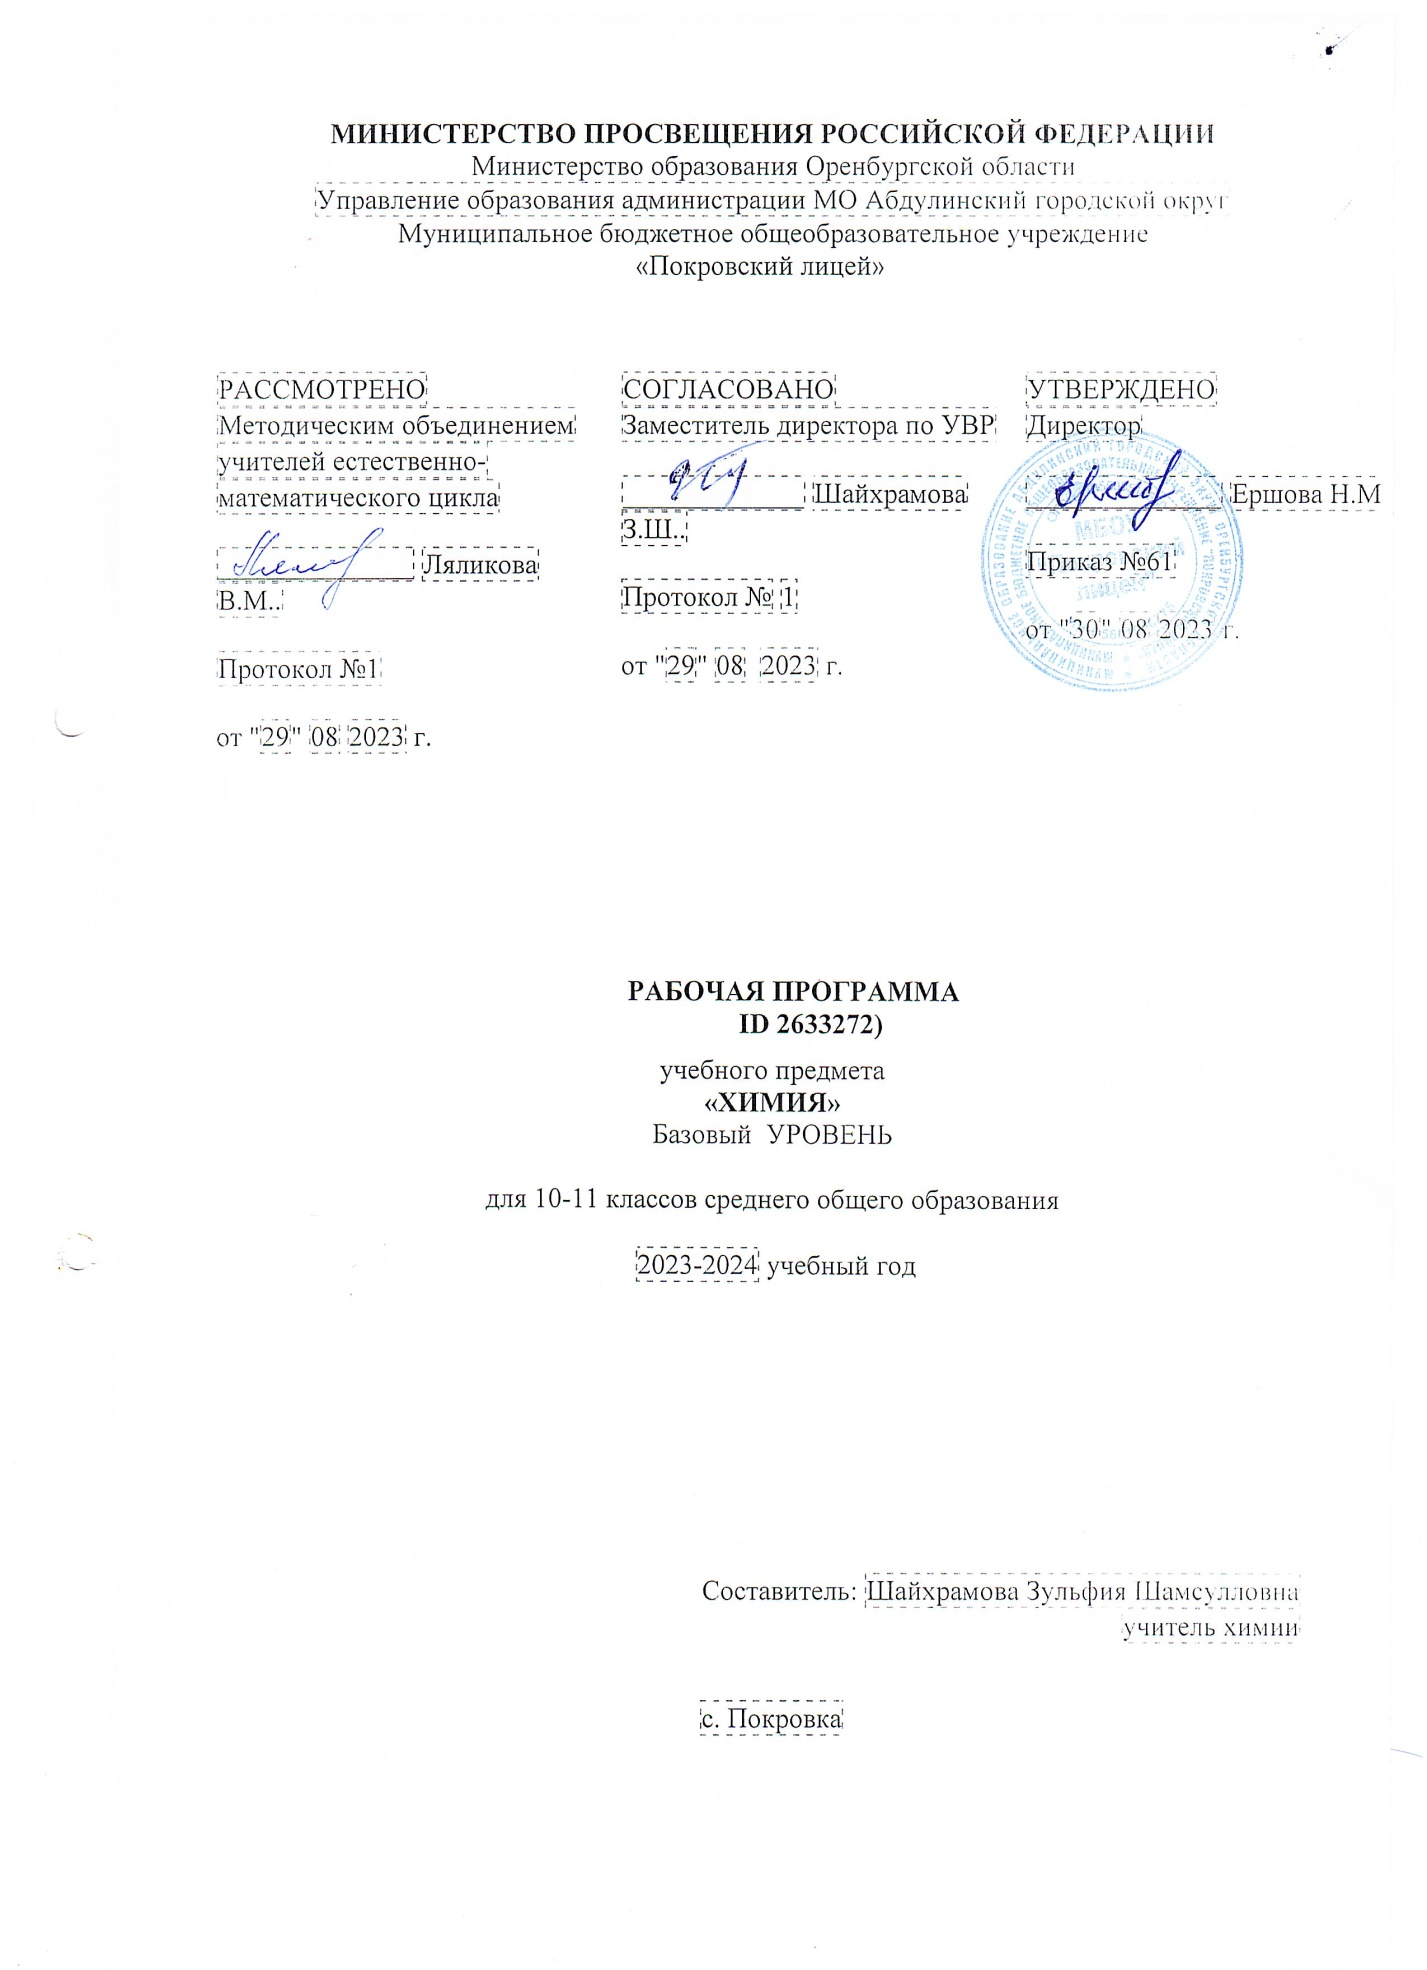 МИНИСТЕРСТВО ПРОСВЕЩЕНИЯ РОССИЙСКОЙ ФЕДЕРАЦИИ
Министерство образования Оренбургской области
Управление образования администрации МО Абдулинский городской округ
Муниципальное бюджетное общеобразовательное учреждение
«Покровский лицей»
РАССМОТРЕНО
Методическим объединением
учителей естественно-
математического цикла
Ляликова
В.М..
Протокол №1
от "29" 08 2023 г.
СОГЛАСОВАНО
Заместитель директора по УВР
Шайхрамова
З.Ш..
Протокол № 1
от "29" 08 2023 г.
УТВЕРЖДЕНО
Директор
Ершова Н.М
Приказ №61
от "30" 08 2023 г.
МБОУ
РАБОЧАЯ ПРОГРАММА
ID 2633272)
учебного предмета
«ХИМИЯ»
Базовый УРОВЕНЬ
для 10-11 классов среднего общего образования
2023-2024 учебный год
Составитель: Шайхрамова Зульфия Шамсулловна
учитель химии
с. Покровка